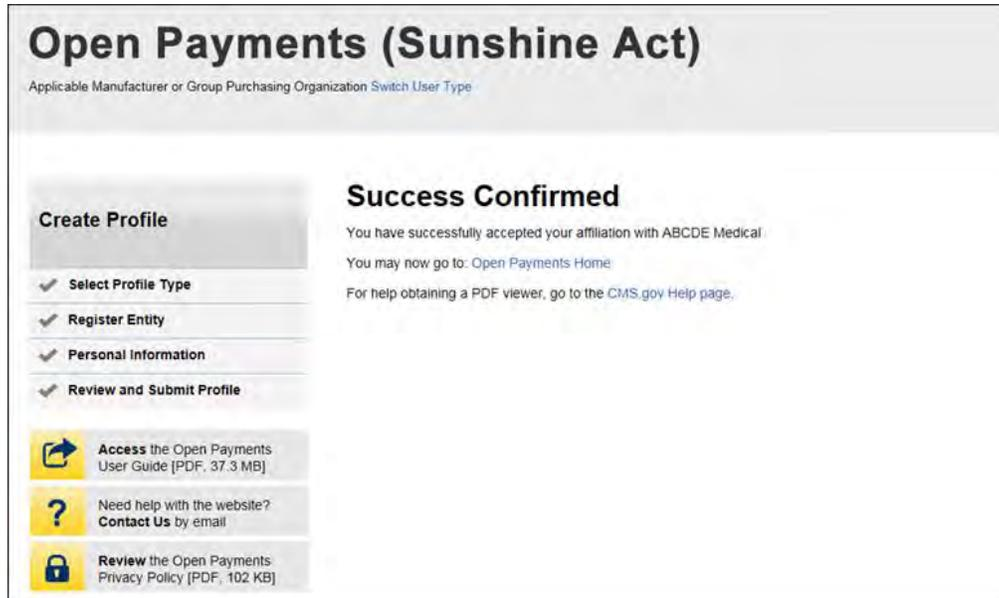 Open Payments (Sunshine Act)
Applicable Manufacturer or Group Purchasing Organization Switch User Type
Create Profile
Select Profile Type
Register Entity
Personal Information
Review and Submit Profile
Access the Open Payments
User Guide [PDF, 37.3 MB]
Need help with the website?
Contact Us by email
Review the Open Payments
Privacy Policy [PDF, 102 KB]
Success Confirmed
You have successfully accepted your affiliation with ABCDE Medical
You may now go to: Open Payments Home
For help obtaining a PDF viewer, go to the CMS.gov Help page.